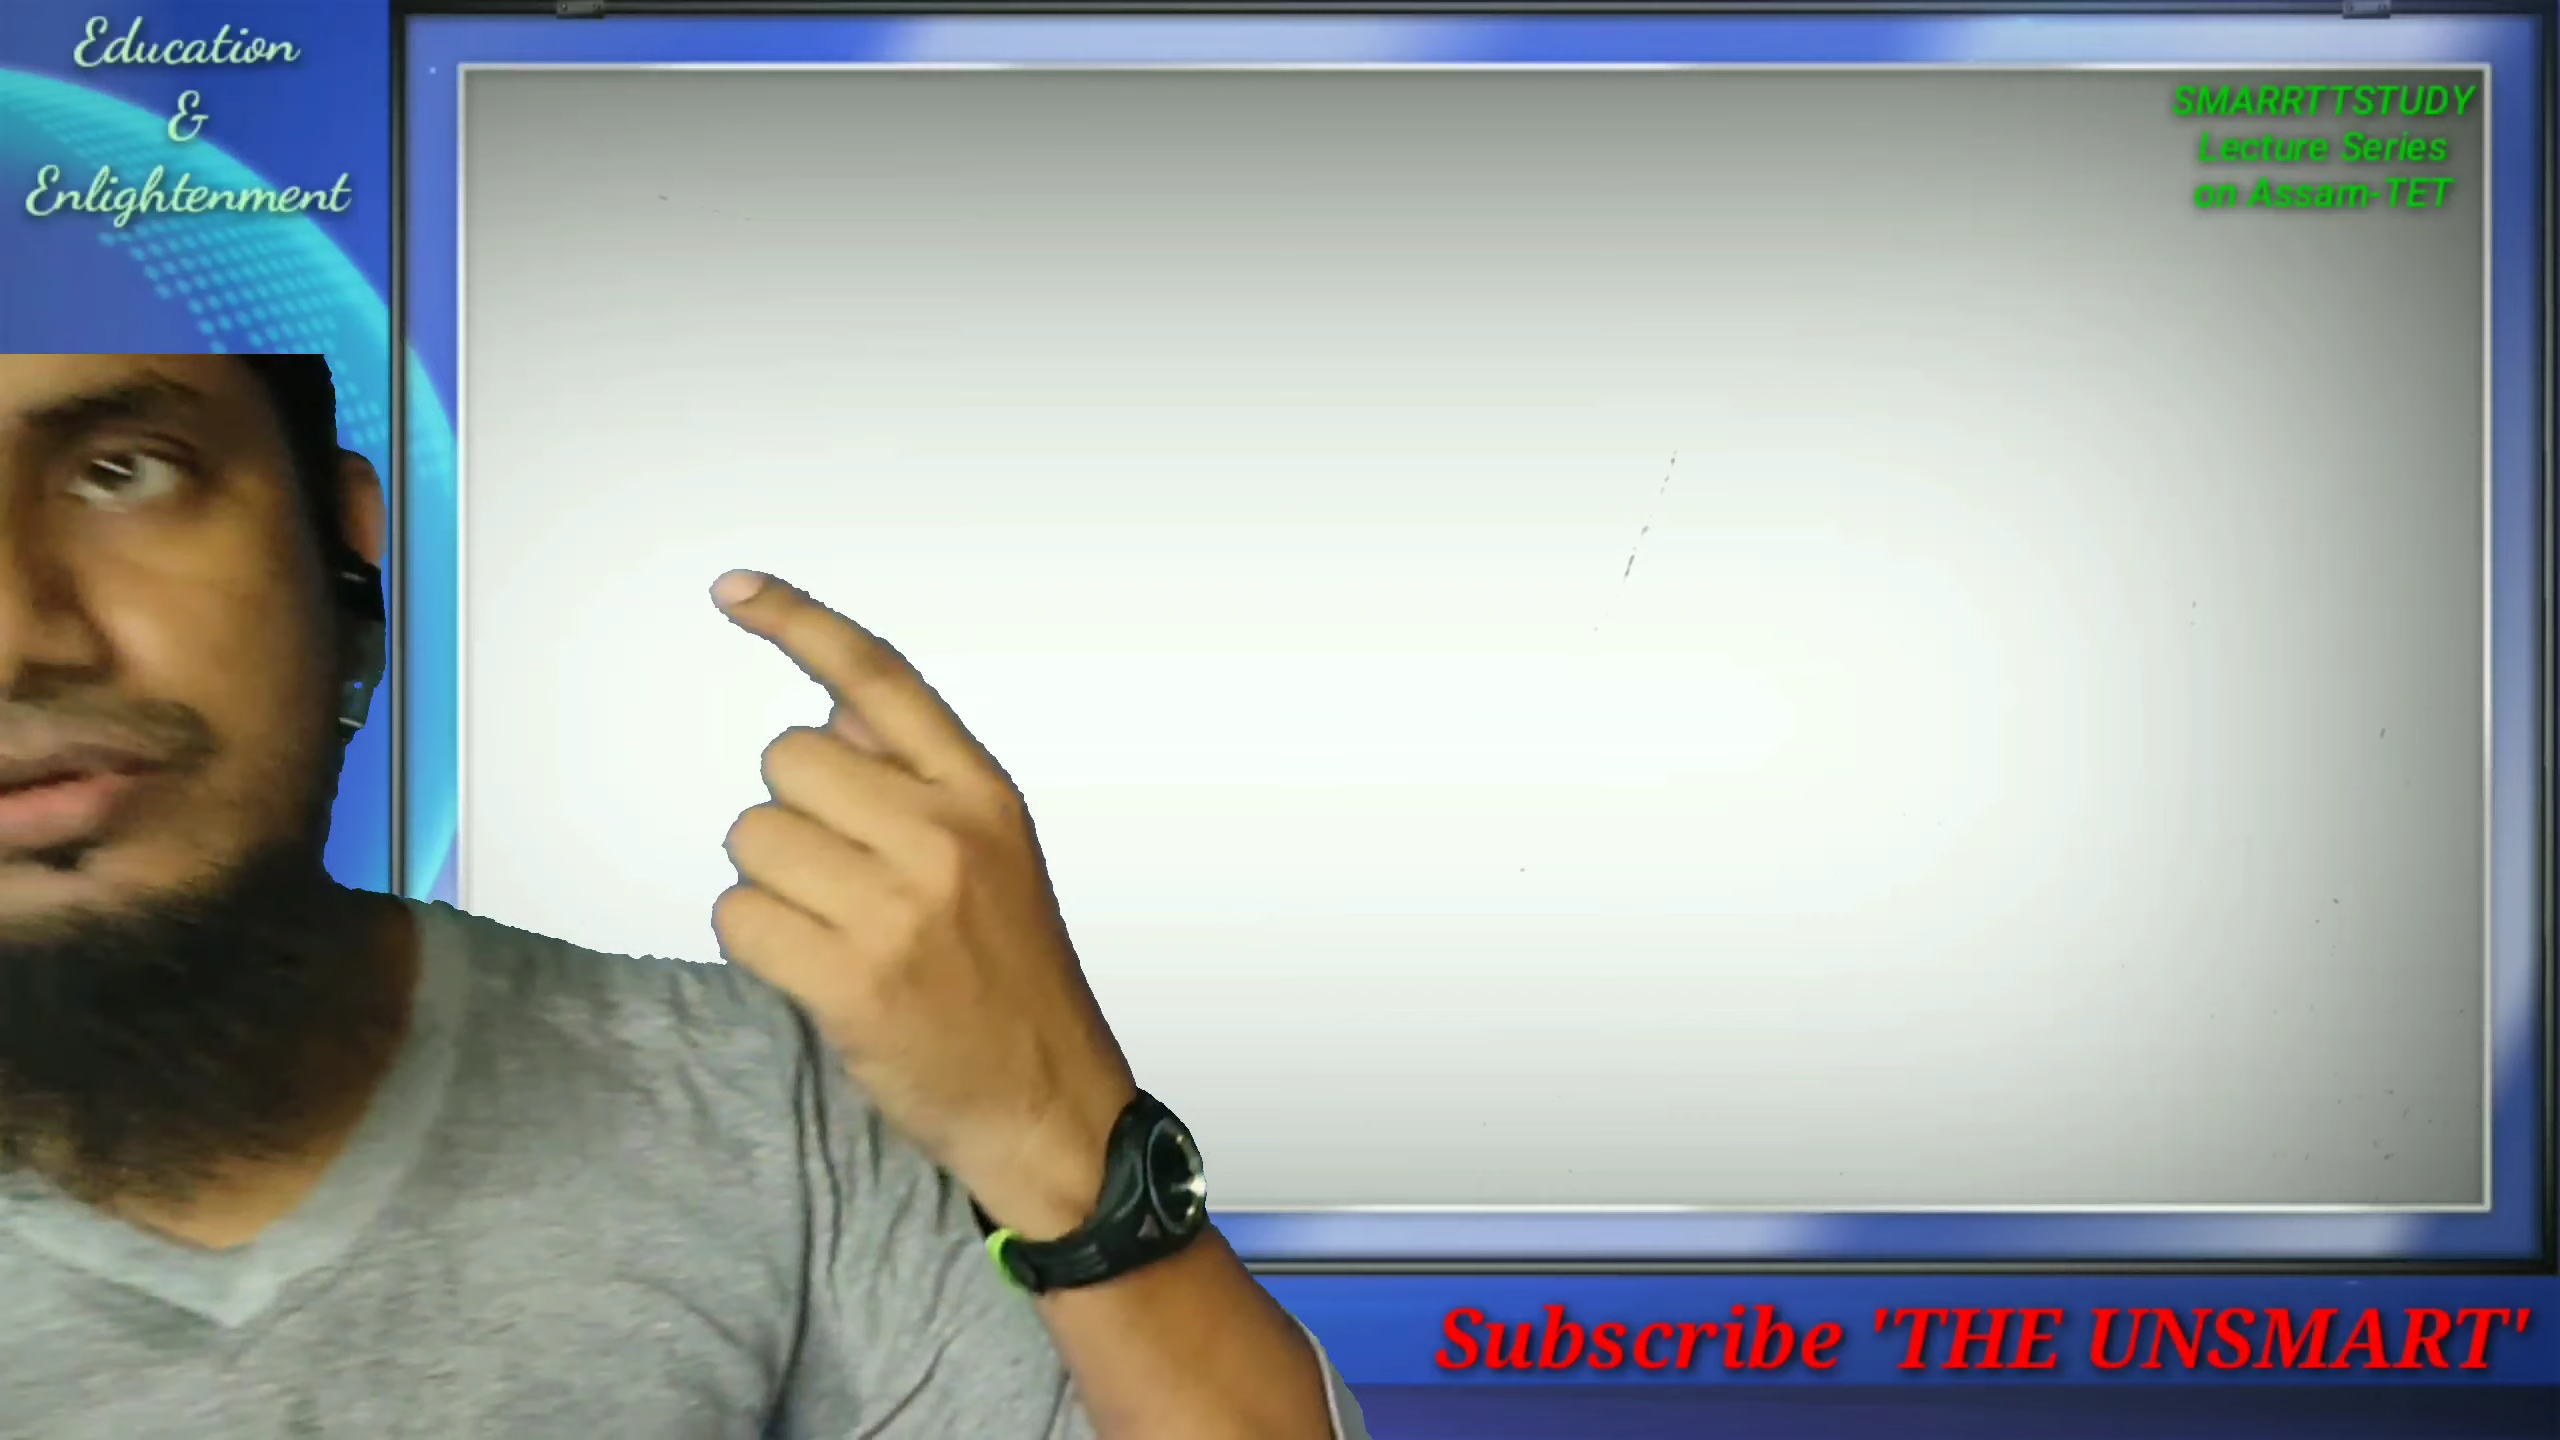 Education
&
Enlightenment
SMARRTTSTUDY
Lecture Series
on Assam-TET
Subscribe 'THE UNSMART'